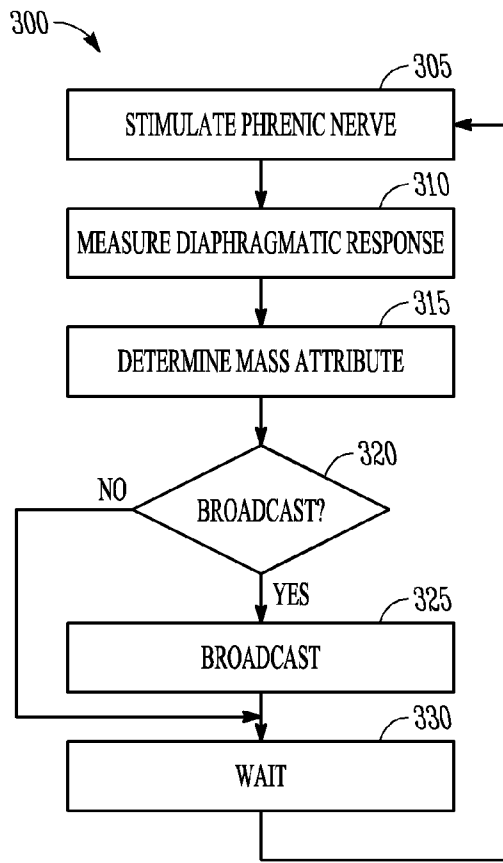 300
305
STIMULATE PHRENIC NERVE
310
MEASURE DIAPHRAGMATIC RESPONSE
315
DETERMINE MASS ATTRIBUTE
320
NO
BROADCAST?
YES
325
BROADCAST
330
WAIT